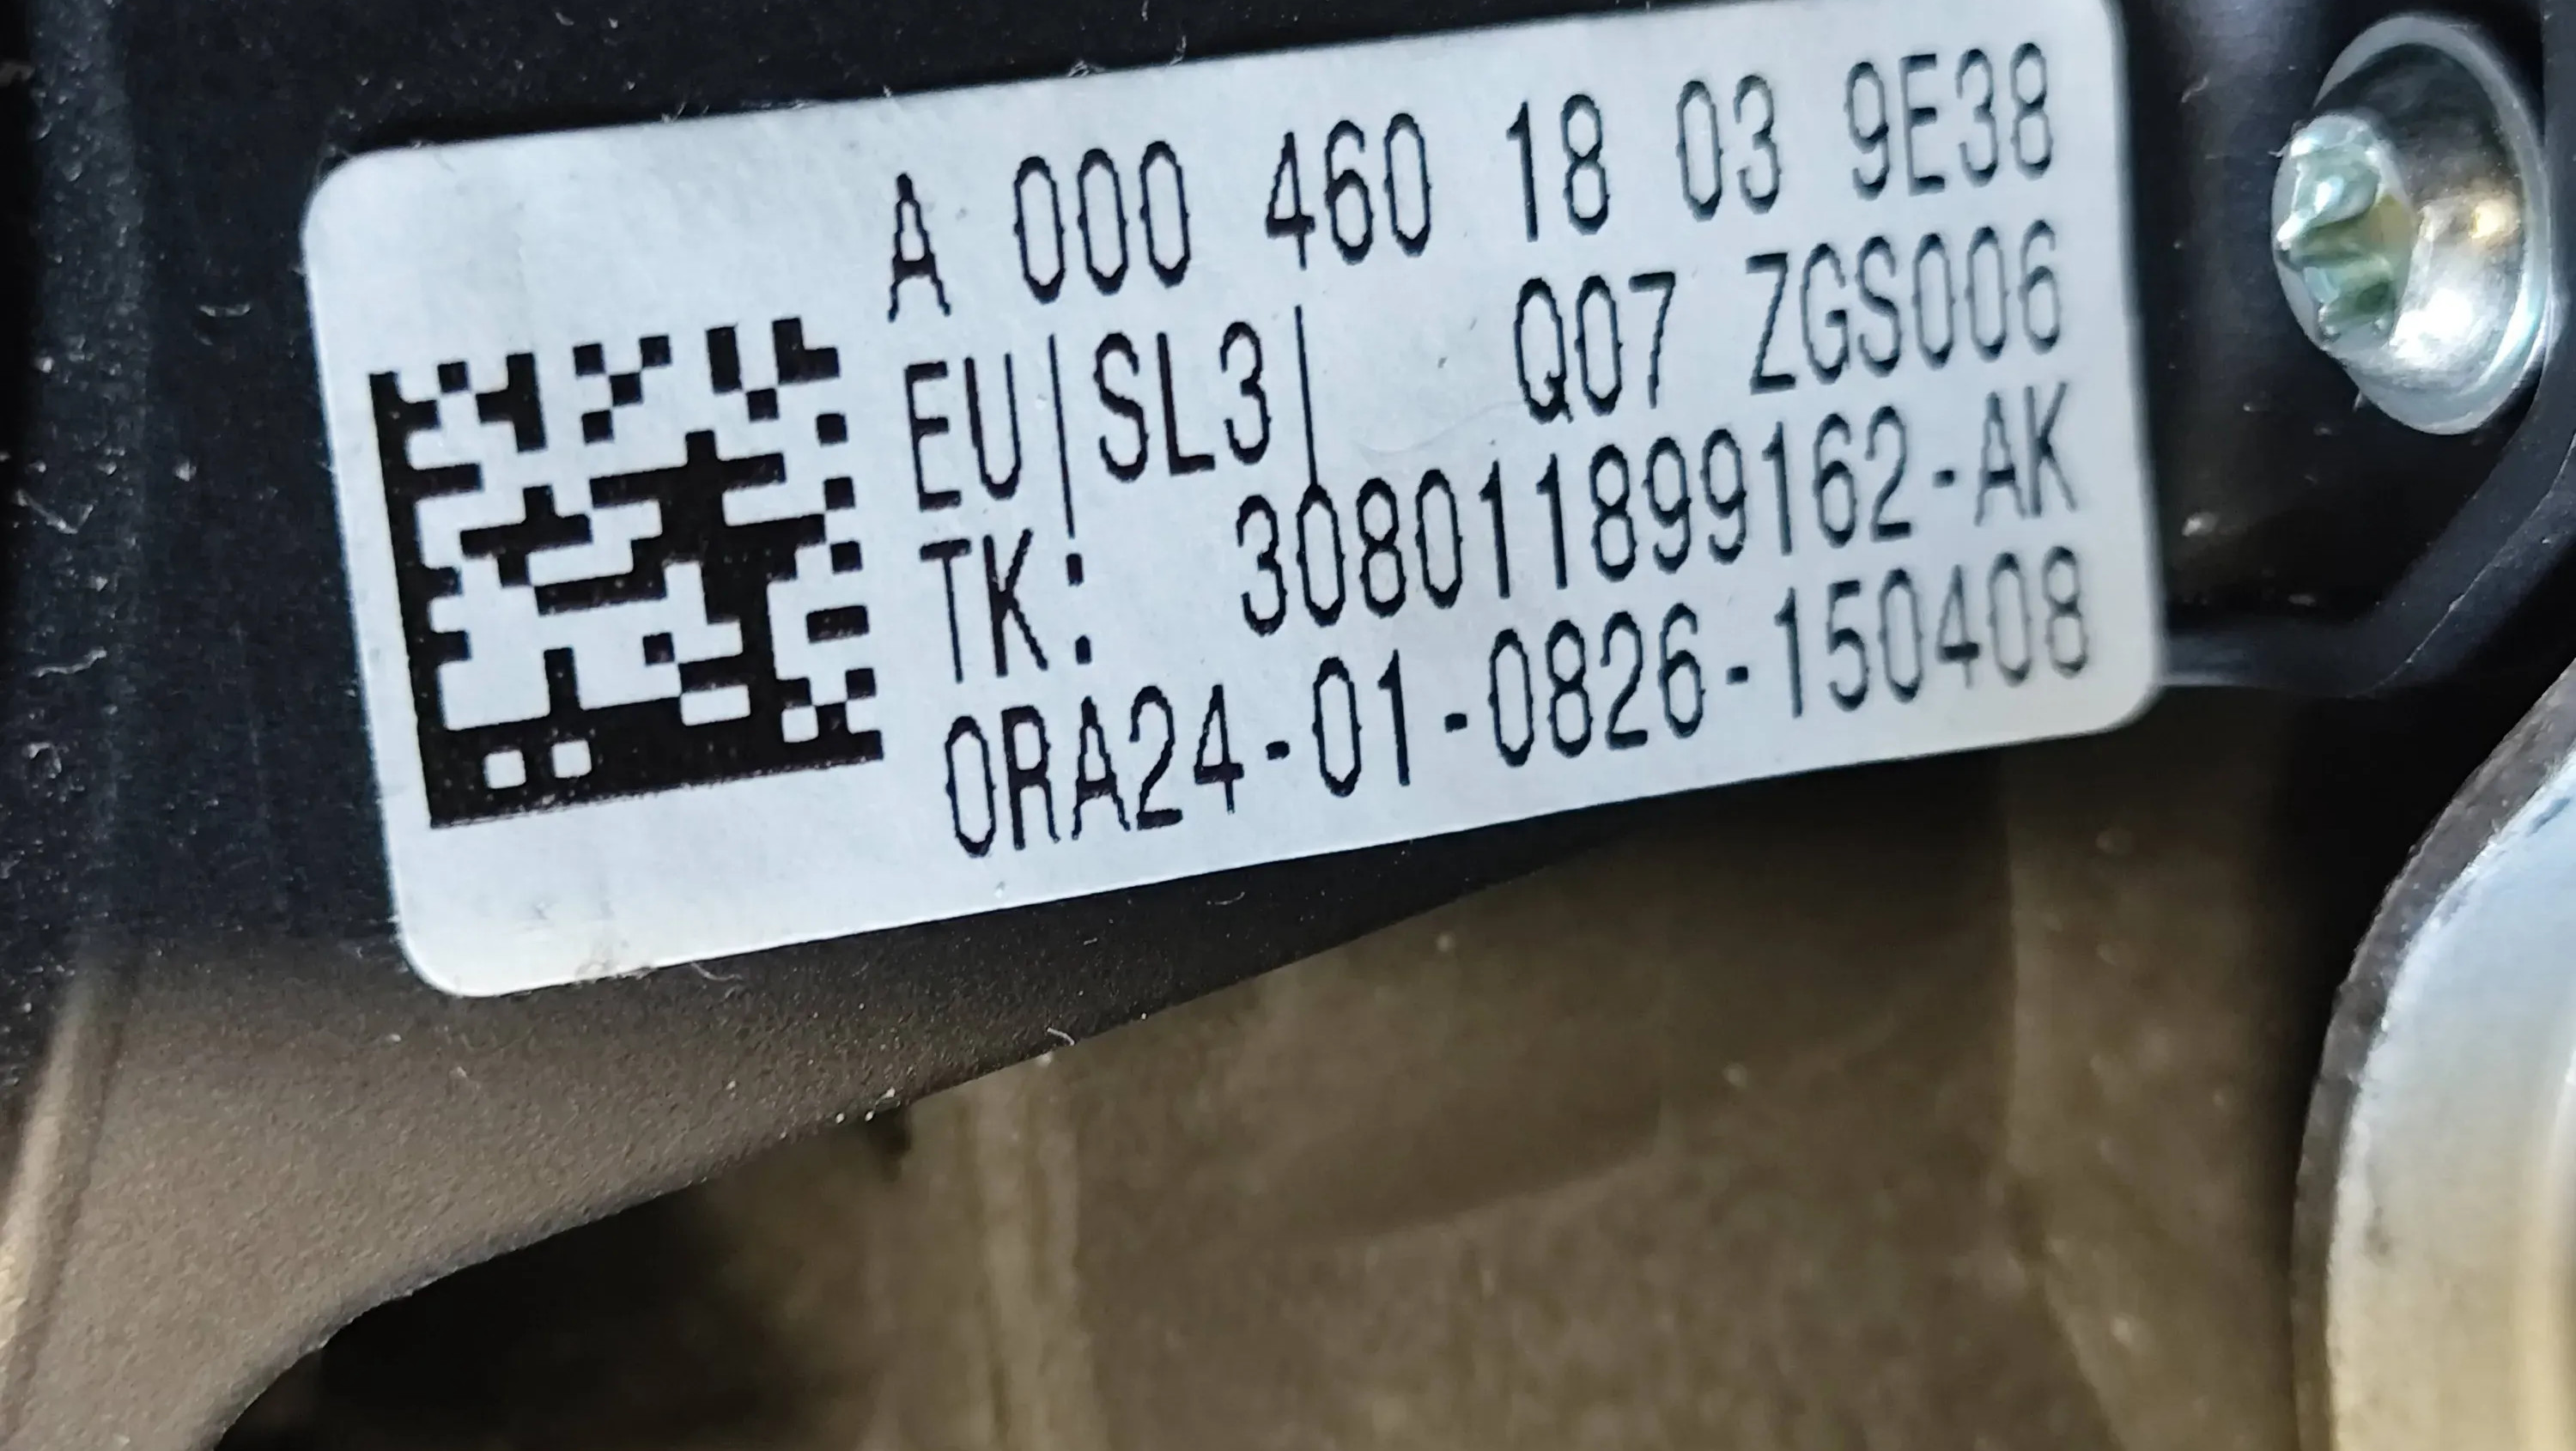 A 000 460 18 03 9E38
EU|SL3| Q07 ZGS006
TK: 308011899162-AK
0RA24-01-0826-150408